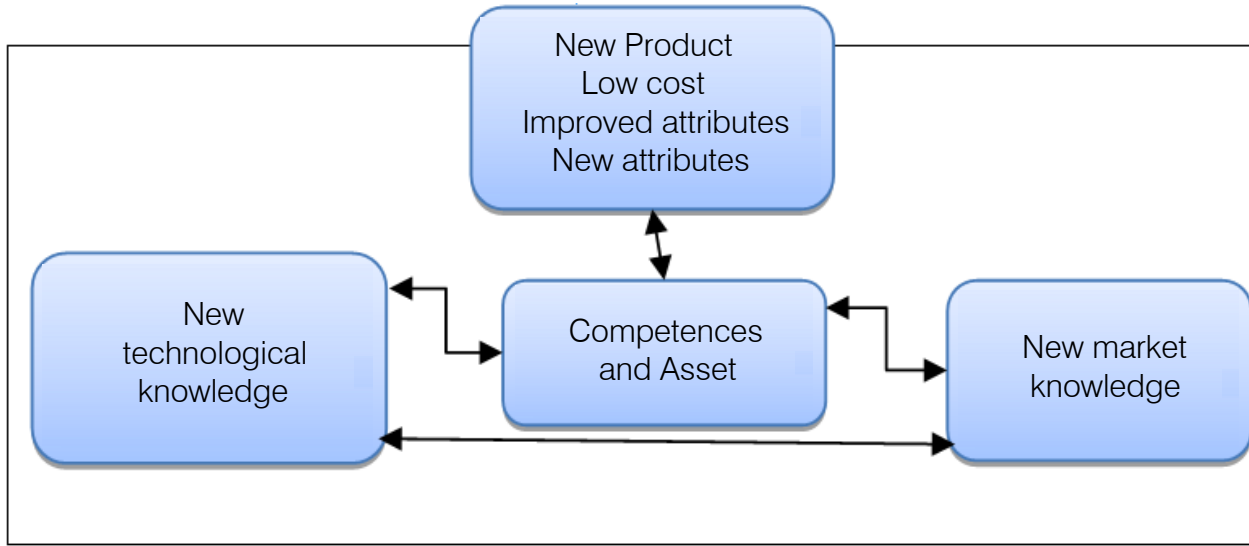 New Product
Low cost
Improved attributes
New attributes
New
technological
knowledge
Competences
and Asset
New market
knowledge